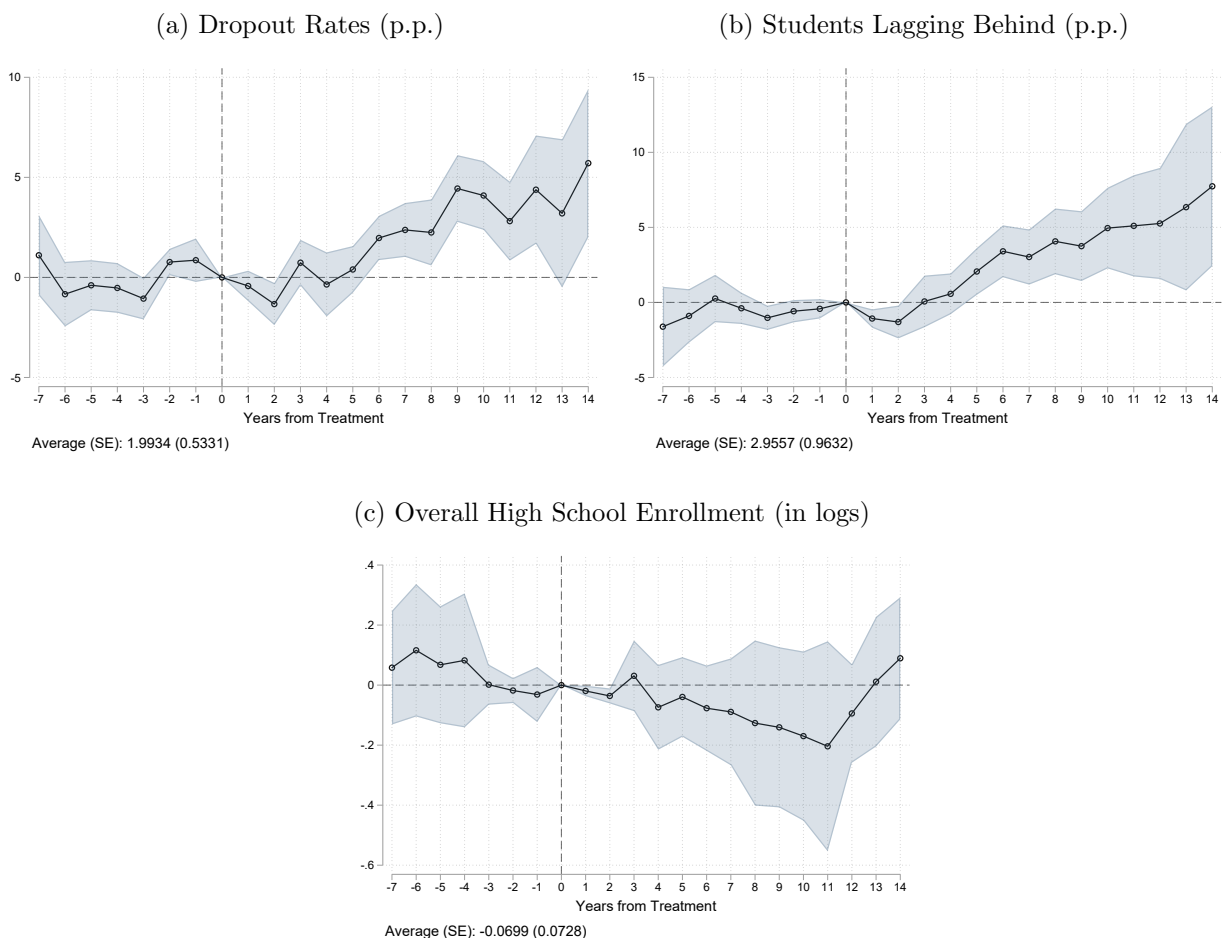 (a) Dropout Rates (p.p.)
10
5
0
-5
-7 -6 -5 -4 -3 -2 -1 0 1 2 3 4 5 6 7 8 9 10 11 12 13 14
Years from Treatment
Average (SE): 1.9934 (0.5331)
(b) Students Lagging Behind (p.p.)
15
10
5
0
-5
-7 -6 -5 -4 -3 -2 -1 0 1 2 3 4 5 6 7 8 9 10 11 12 13 14
Years from Treatment
Average (SE): 2.9557 (0.9632)
(c) Overall High School Enrollment (in logs)
.4
.2
0
-.2
-.4
-.6
-7 -6 -5 -4 -3 -2 -1 0 1 2 3 4 5 6 7 8 9 10 11 12 13 14
Years from Treatment
Average (SE): -0.0699 (0.0728)